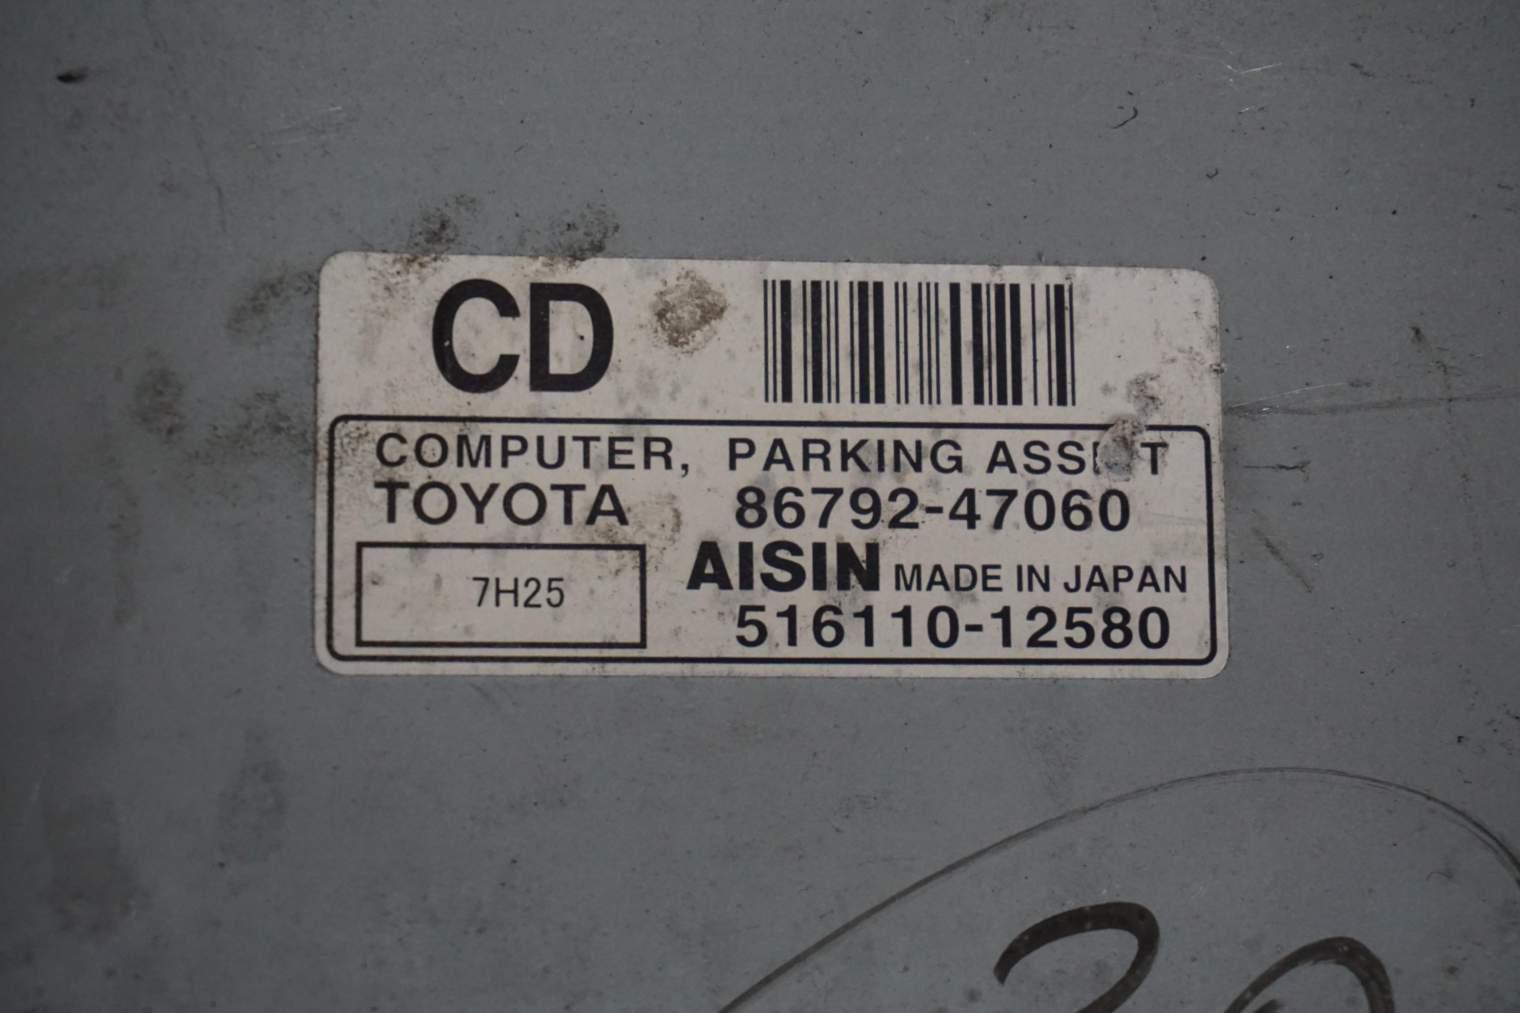 CD
COMPUTER, PARKING ASSIST
TOYOTA 86792-47060
7H25
AISIN MADE IN JAPAN
516110-12580